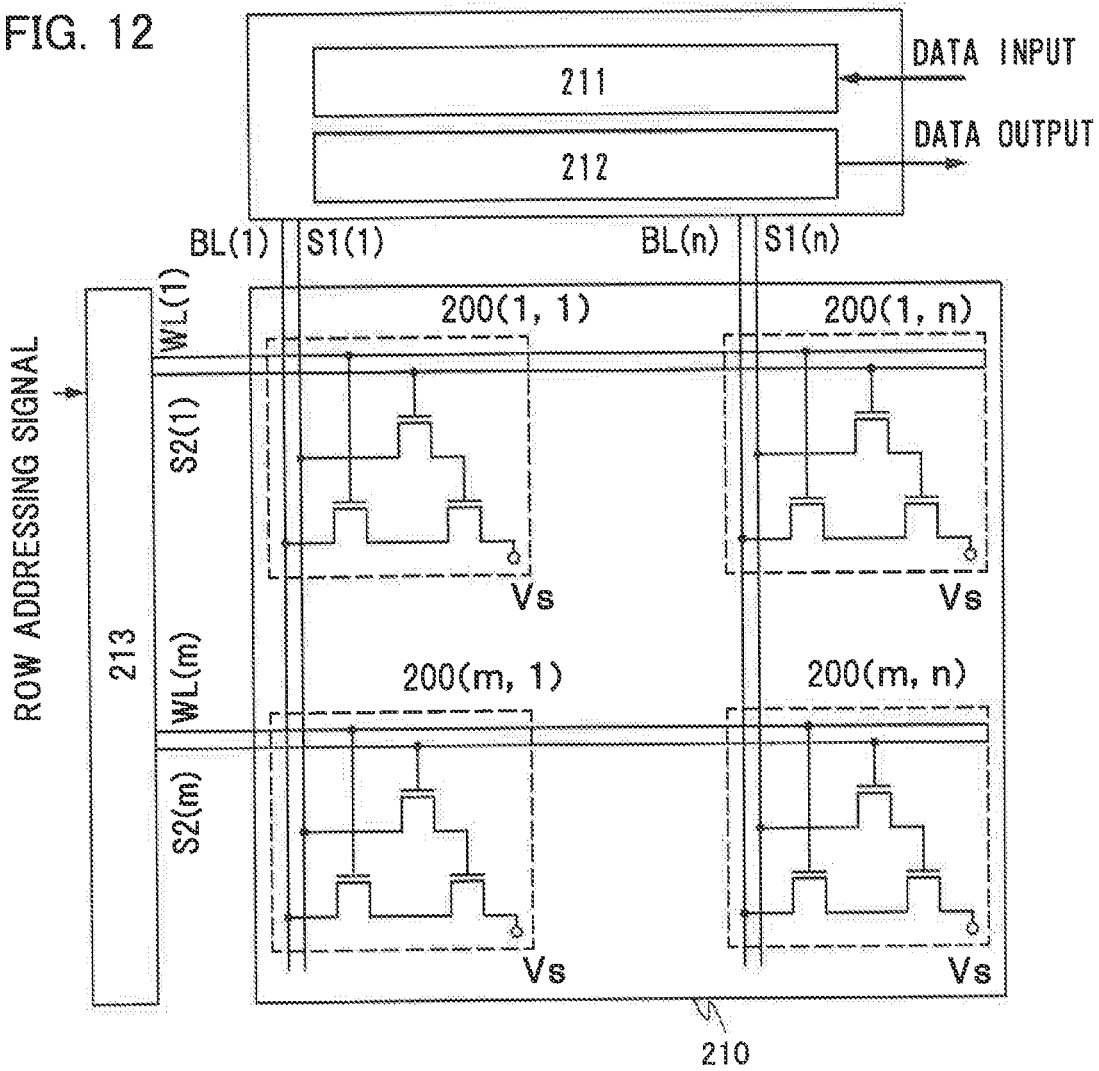 FIG. 12
211
DATA INPUT
212
DATA OUTPUT
BL(1) S1(1)
BL(n) S1(n)
ROW ADDRESSING SIGNAL
213
WL(1)
S2(1)
200(1, 1)
200(1, n)
Vs
Vs
WL(m)
S2(m)
200(m, 1)
200(m, n)
Vs
Vs
210